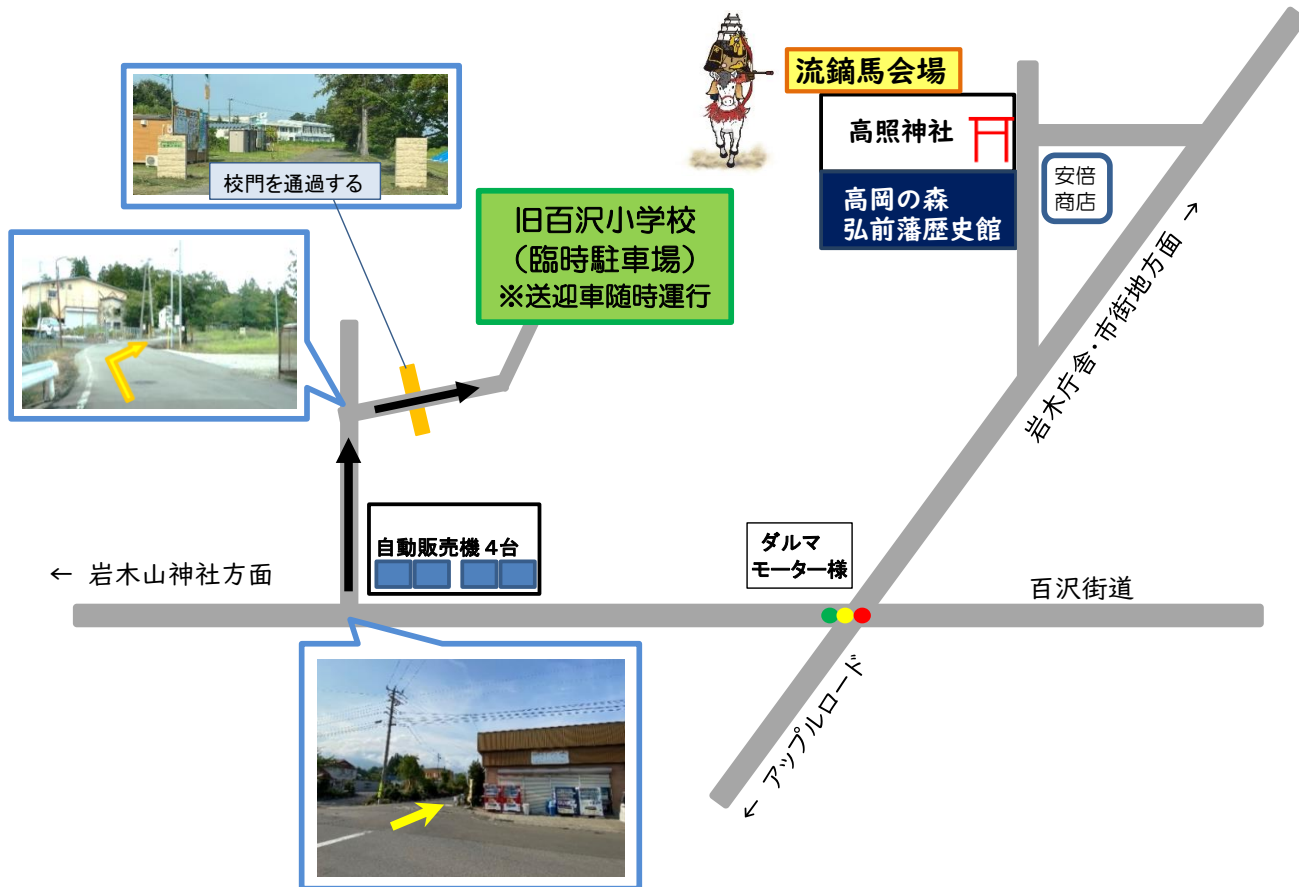 流鏑馬会場
高照神社
高岡の森
弘前藩歴史館
安倍
商店
校門を通過する
旧百沢小学校
(臨時駐車場)
※送迎車随時運行
岩木庁舎・市街地方面 →
自動販売機4台
← 岩木山神社方面
ダルマ
モーター様
百沢街道
← アップルロード